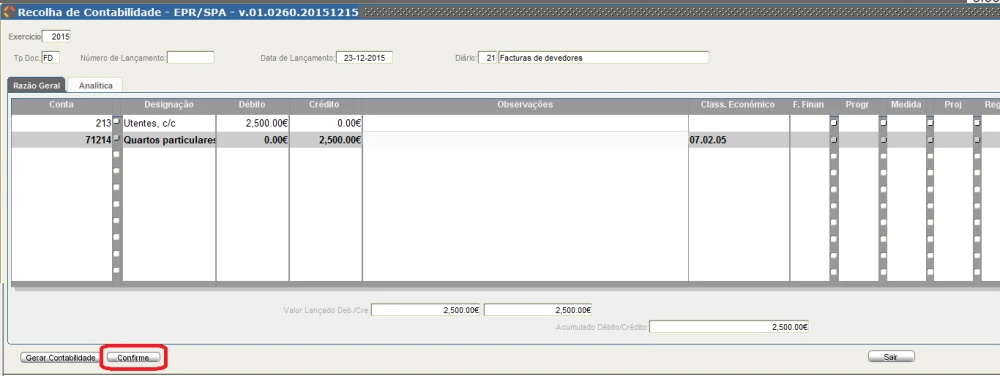 Recolha de Contabilidade - EPR/SPA - v.01.0260.20151215
Exercício 2015
Tp.Doc. FD Número de Lançamento: Data de Lançamento: 23-12-2015 Diário: 21 Facturas de devedores
Razão Geral Analítica
Conta Designação Débito Crédito Observações Class. Económico F. Finan Progr Medida Proj Reg
213 Utentes, c/c 2,500.00€ 0.00€
71214 Quartos particulares 0.00€ 2,500.00€ 07.02.05
Valor Lançado Deb./Cre. 2,500.00€ 2,500.00€
Acumulado Débito/Crédito: 2,500.00€
Gerar Contabilidade Confirme Sair